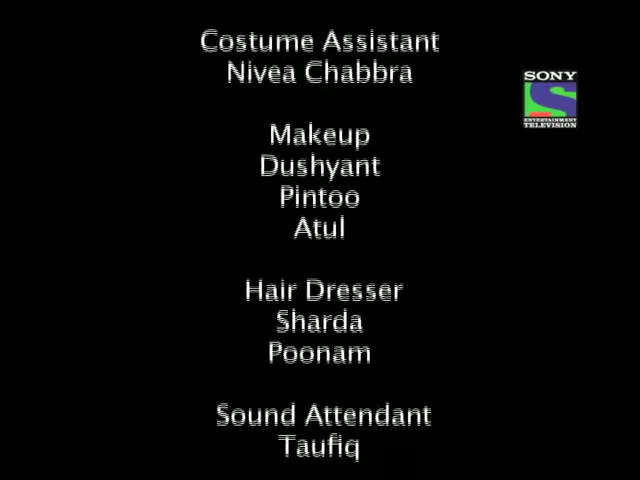 Costume Assistant
Nivea Chabbra
SONY
ENTERTAINMENT
TELEVISION
Makeup
Dushyant
Pintoo
Atul
Hair Dresser
Sharda
Poonam
Sound Attendant
Taufiq